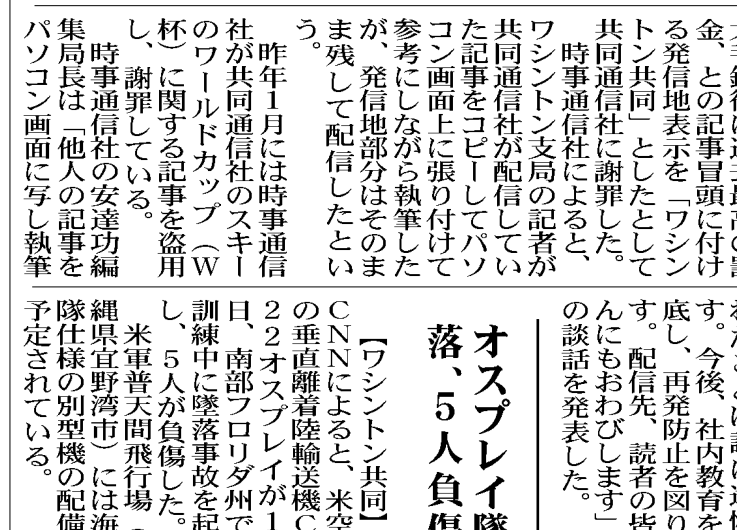 金、との記事冒頭に付け
る発信地表示を「ワシン
トン共同」としたとして
共同通信社に謝罪した。
時事通信社によると、
ワシントン支局の記者が
共同通信社が配信してい
た記事をコピーしてパソ
コン画面上に張り付けて
参考にしながら執筆した
が、発信地部分はそのま
ま残して配信したとい
う。
昨年1月には時事通信
社が共同通信社のスキー
のワールドカップ（W
杯）に関する記事を盗用
し、謝罪している。
時事通信社の安達功編
集局長は「他人の記事を
パソコン画面に写し執筆
す。今後、社内教育を
底し、再発防止を図り
す。配信先、読者の皆
んにもおわびします」
の談話を発表した。
オスプレイ墜
落、5人負傷
【ワシントン共同】
CNNによると、米空
の垂直離着陸輸送機C
22オスプレイが1
日、南部フロリダ州で
訓練中に墜落事故を起
し、5人が負傷した。
米軍普天間飛行場（
縄県宜野湾市）には海
隊仕様の別型機の配備
予定されている。